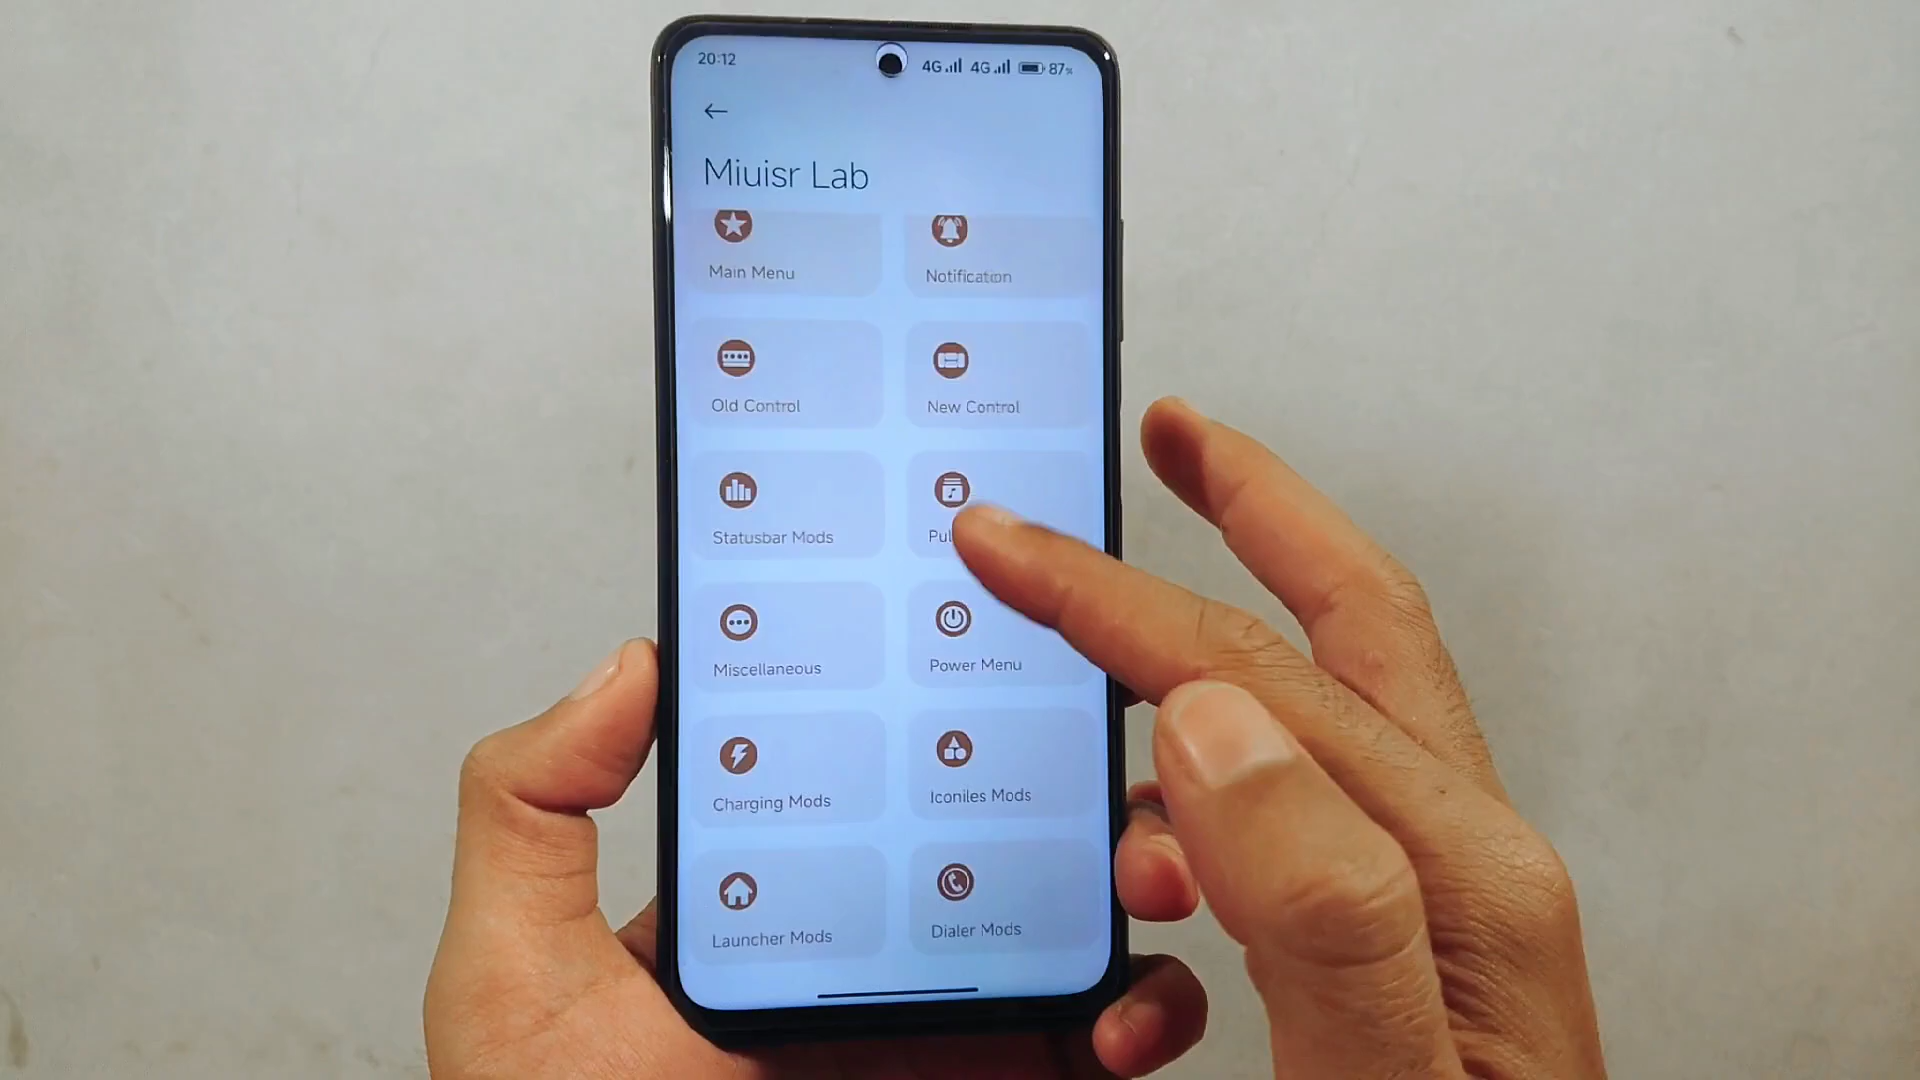 20:12
4G 4G 87%
Miuisr Lab
Main Menu
Notification
Old Control
New Control
Statusbar Mods
Pul
Miscellaneous
Power Menu
Charging Mods
Iconiles Mods
Launcher Mods
Dialer Mods